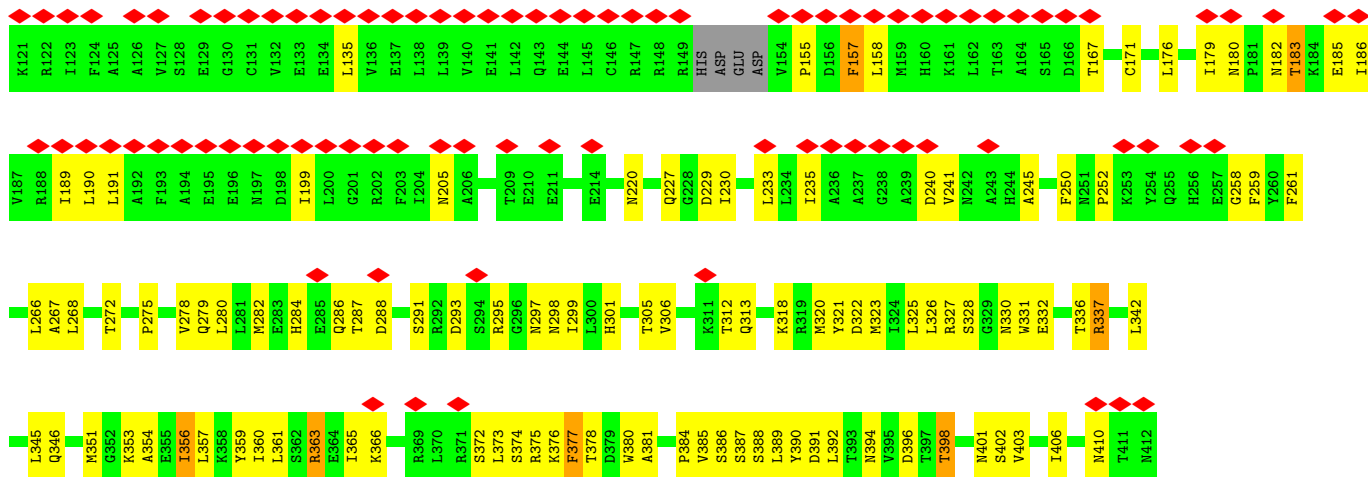 K121 R122 I123 F124 A125 A126 V127 S128 E129 G130 C131 V132 E133 E134 L135 V136 E137 L138 L139 V140 E141 L142 Q143 E144 L145 C146 R147 R148 R149 HIS ASP GLU ASP V154 P155 D156 F157 L158 M159 H160 K161 L162 T163 A164 S165 D166 T167 C171 L176 I179 N180 P181 N182 T183 K184 E185 I186
V187 R188 I189 L190 L191 A192 F193 A194 E195 E196 N197 D198 I199 L200 G201 R202 F203 I204 N205 A206 T209 E210 E211 E214 N220 Q227 G228 D229 I230 L233 L234 I235 A236 A237 G238 A239 D240 V241 N242 A243 H244 A245 F250 N251 P252 K253 Y254 Q255 H256 E257 G258 F259 Y260 F261
L266 A267 L268 T272 P275 V278 Q279 L280 L281 M282 E283 H284 E285 Q286 T287 D288 S291 R292 D293 S294 R295 G296 N297 N298 I299 L300 H301 T305 V306 K311 T312 Q313 K318 R319 M320 Y321 D322 M323 I324 L325 L326 R327 S328 G329 N330 W331 E332 T336 R337 L342
L345 Q346 M351 G352 K353 A354 E355 I356 L357 K358 Y359 I360 L361 S362 R363 E364 I365 K366 R369 L370 R371 S372 L373 S374 R375 K376 F377 T378 D379 W380 A381 P384 V385 S386 S387 S388 L389 Y390 D391 L392 T393 N394 V395 D396 T397 T398 N401 S402 V403 I406 N410 T411 N412